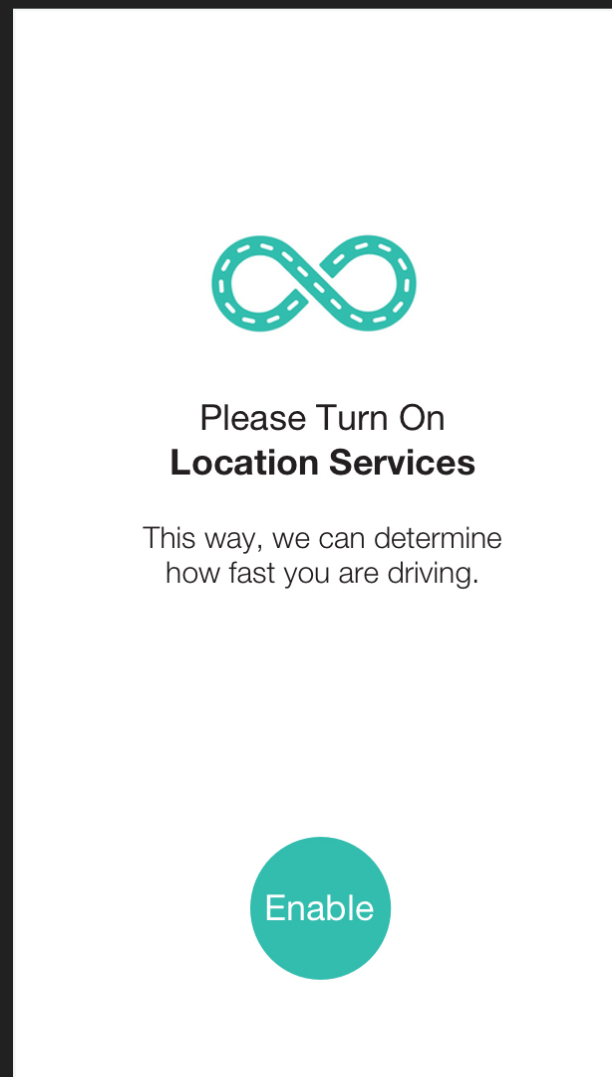 Please Turn On
Location Services
This way, we can determine
how fast you are driving.
Enable